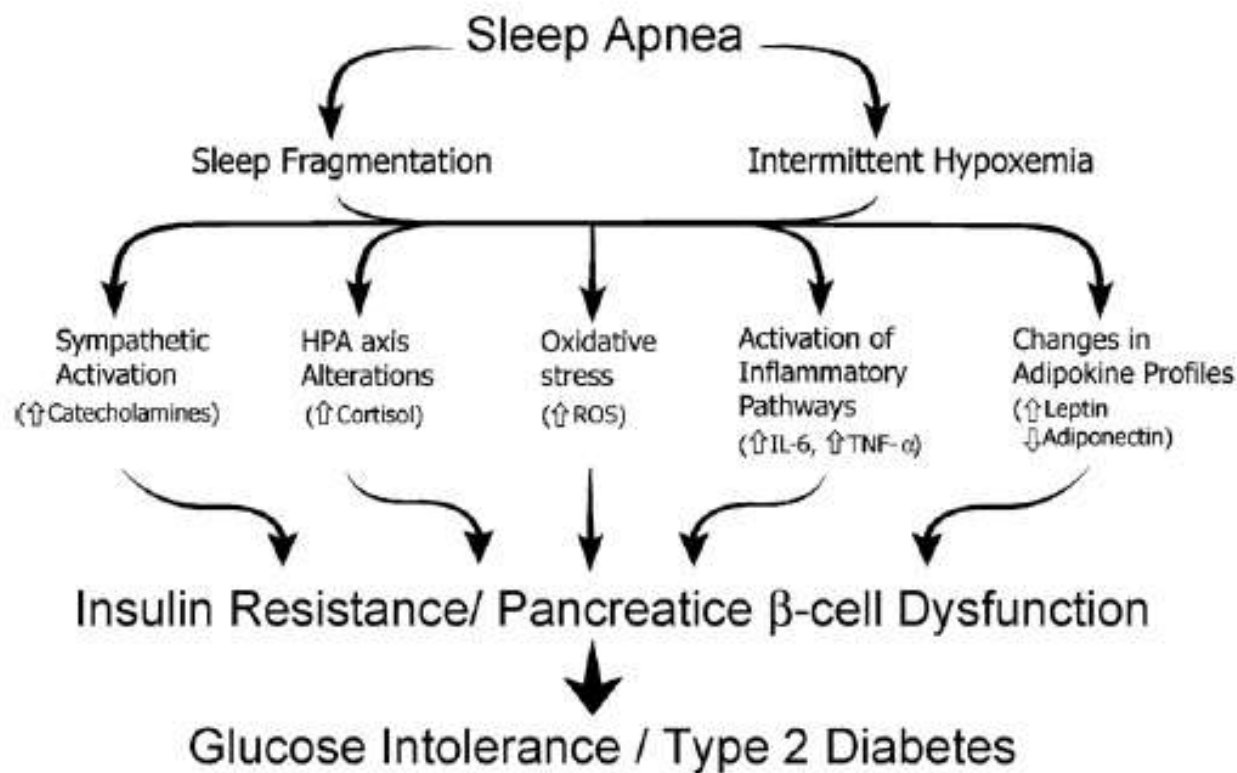 Sleep Apnea
Sleep Fragmentation
Intermittent Hypoxemia
Sympathetic
Activation
(⇧Catecholamines)
HPA axis
Alterations
(⇧Cortisol)
Oxidative
stress
(⇧ROS)
Activation of
Inflammatory
Pathways
(⇧IL-6, ⇧TNF-α)
Changes in
Adipokine Profiles
(⇧Leptin
⇩Adiponectin)
Insulin Resistance/ Pancreatice β-cell Dysfunction
Glucose Intolerance / Type 2 Diabetes